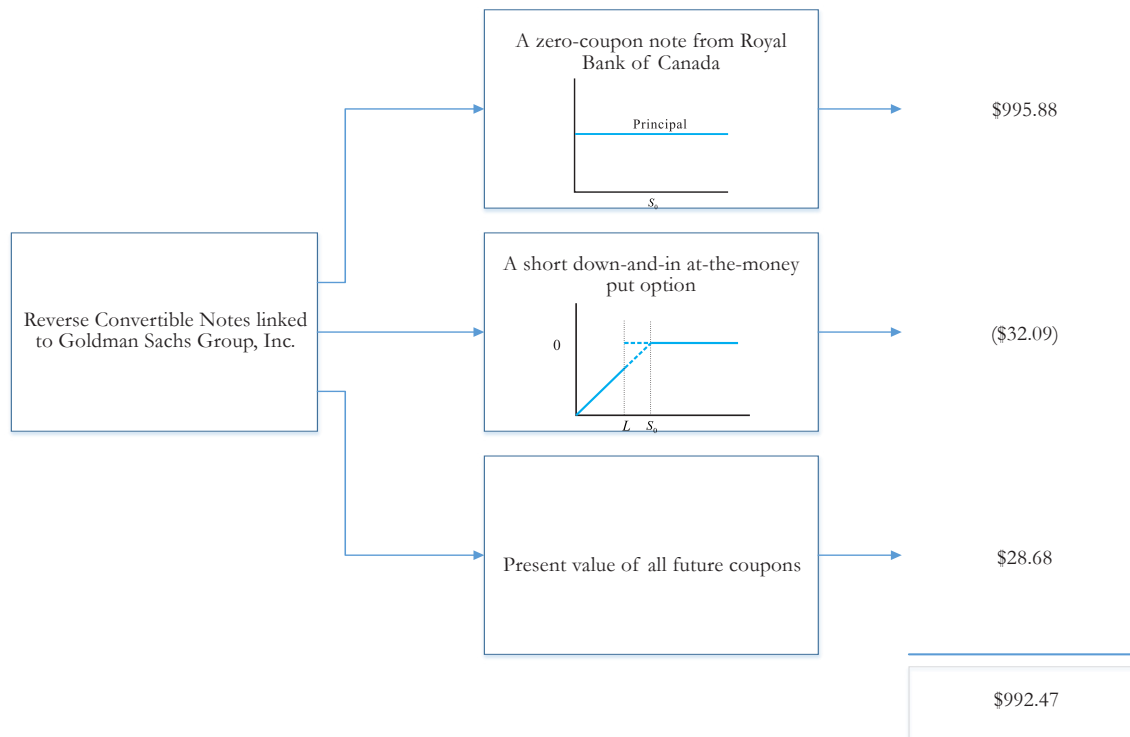 A zero-coupon note from Royal
Bank of Canada
Principal
S0
$995.88
Reverse Convertible Notes linked
to Goldman Sachs Group, Inc.
A short down-and-in at-the-money
put option
0
L S0
($32.09)
Present value of all future coupons
$28.68
$992.47